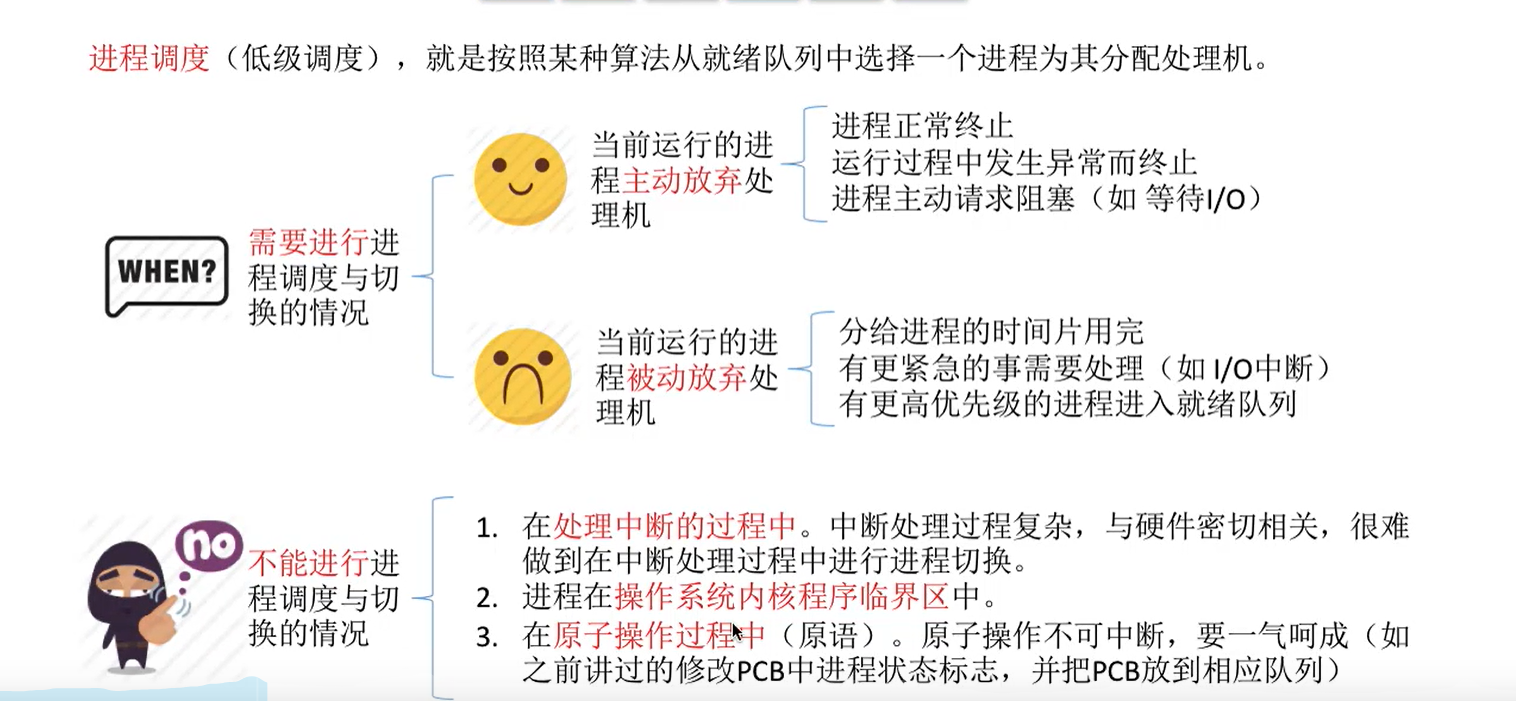 进程调度（低级调度），就是按照某种算法从就绪队列中选择一个进程为其分配处理机。
WHEN?
需要进行进
程调度与切
换的情况
当前运行的进
程主动放弃处
理机
进程正常终止
运行过程中发生异常而终止
进程主动请求阻塞（如 等待I/O）
当前运行的进
程被动放弃处
理机
分给进程的时间片用完
有更紧急的事需要处理（如 I/O中断）
有更高优先级的进程进入就绪队列
no
不能进行进
程调度与切
换的情况
1. 在处理中断的过程中。中断处理过程复杂，与硬件密切相关，很难
做到在中断处理过程中进行进程切换。
2. 进程在操作系统内核程序临界区中。
3. 在原子操作过程中（原语）。原子操作不可中断，要一气呵成（如
之前讲过的修改PCB中进程状态标志，并把PCB放到相应队列）